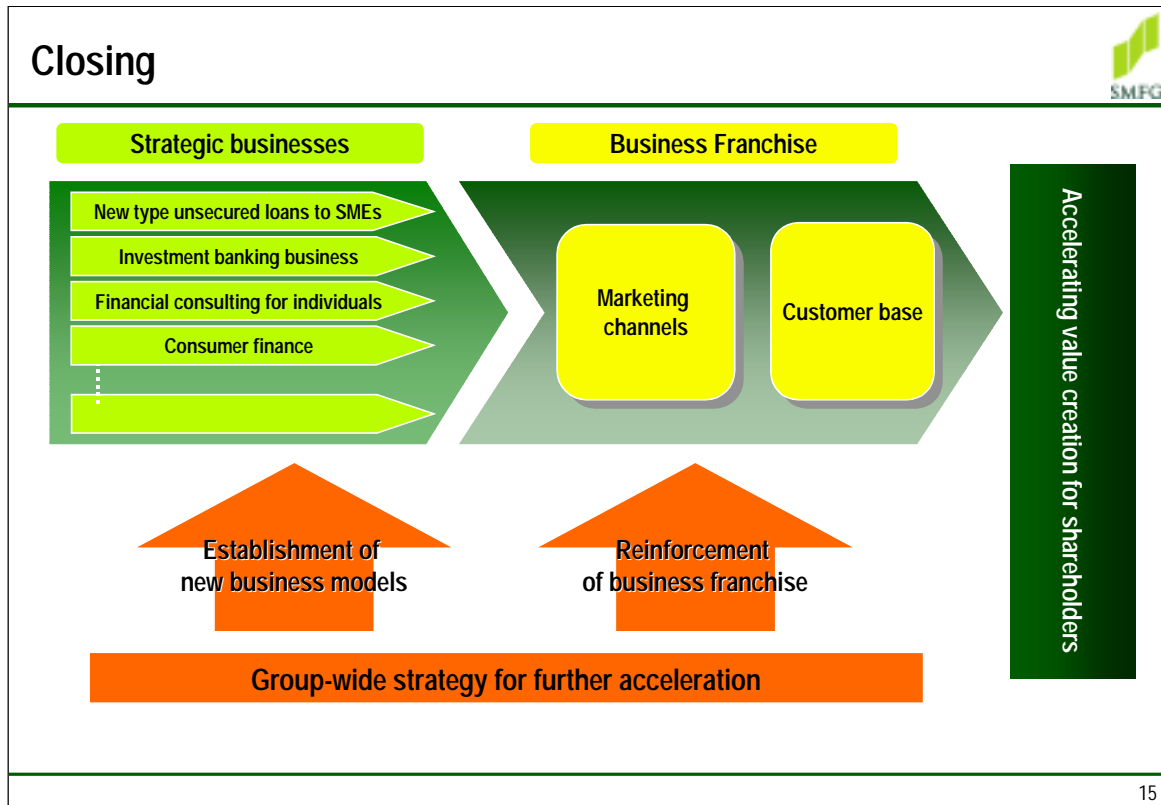 Closing
SMFG
Strategic businesses
Business Franchise
New type unsecured loans to SMEs
Investment banking business
Financial consulting for individuals
Consumer finance
Marketing
channels
Customer base
Accelerating value creation for shareholders
Establishment of
new business models
Reinforcement
of business franchise
Group-wide strategy for further acceleration
15